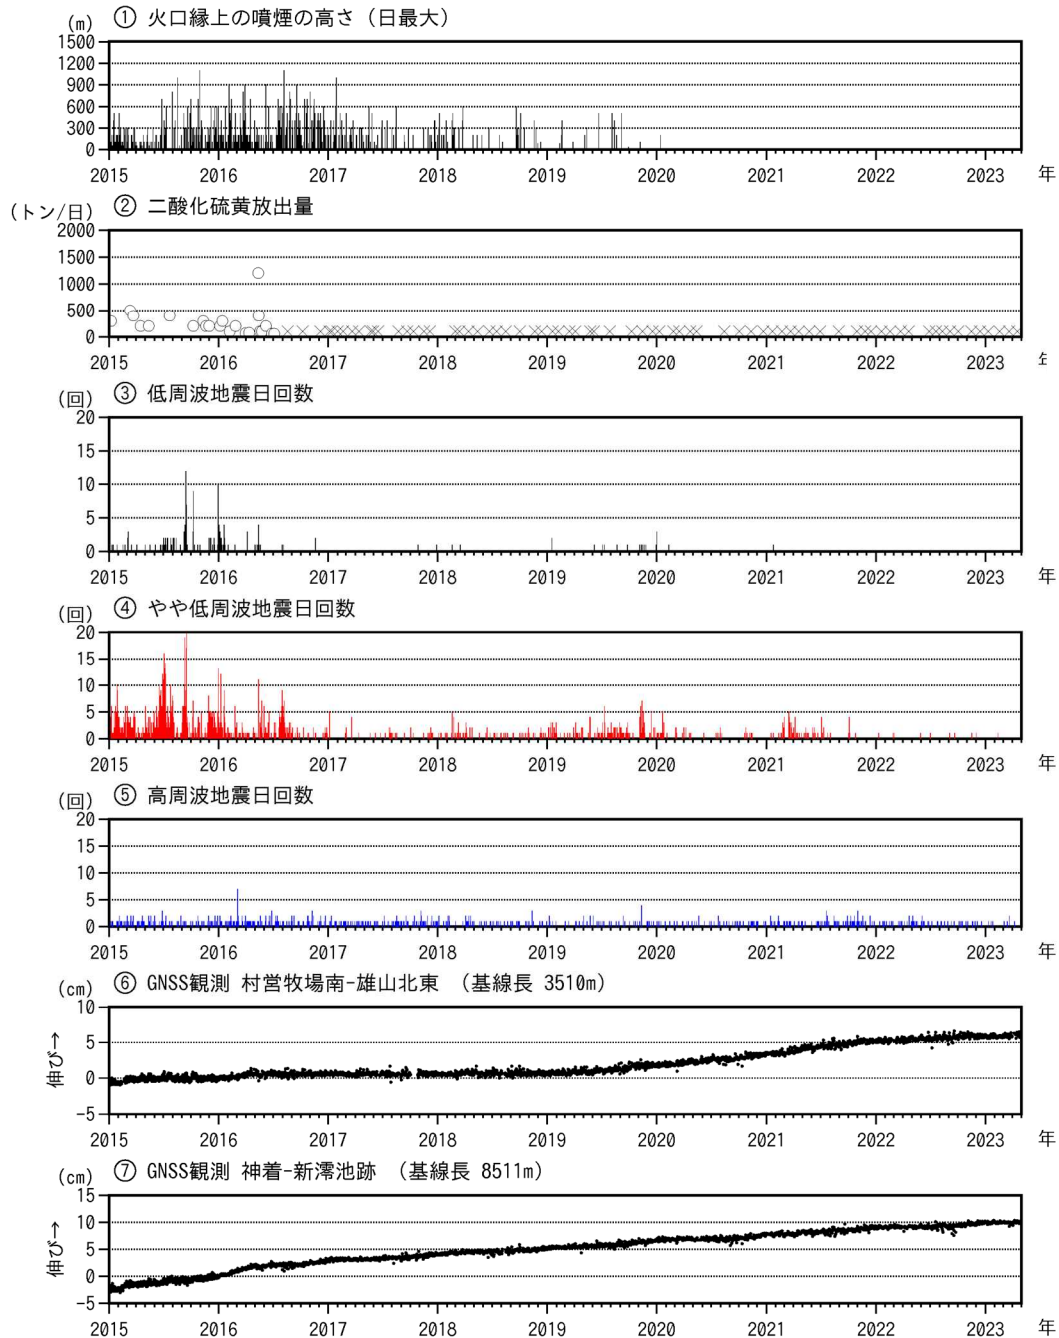 (m) ① 火口縁上の噴煙の高さ（日最大）
1500
1200
900
600
300
0
2015 2016 2017 2018 2019 2020 2021 2022 2023 年
(トン/日) ② 二酸化硫黄放出量
2000
1500
1000
500
0
2015 2016 2017 2018 2019 2020 2021 2022 2023
(回) ③ 低周波地震日回数
20
15
10
5
0
2015 2016 2017 2018 2019 2020 2021 2022 2023 年
(回) ④ やや低周波地震日回数
20
15
10
5
0
2015 2016 2017 2018 2019 2020 2021 2022 2023 年
(回) ⑤ 高周波地震日回数
20
15
10
5
0
2015 2016 2017 2018 2019 2020 2021 2022 2023 年
(cm) ⑥ GNSS観測 村営牧場南-雄山北東 （基線長 3510m）
10
5
0
-5
伸び→
2015 2016 2017 2018 2019 2020 2021 2022 2023 年
(cm) ⑦ GNSS観測 神着-新澪池跡 （基線長 8511m）
15
10
5
0
-5
伸び→
2015 2016 2017 2018 2019 2020 2021 2022 2023 年